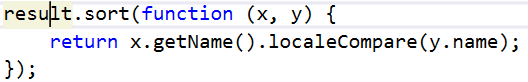 result.sort(function (x, y) {
    return x.getName().localeCompare(y.name);
});